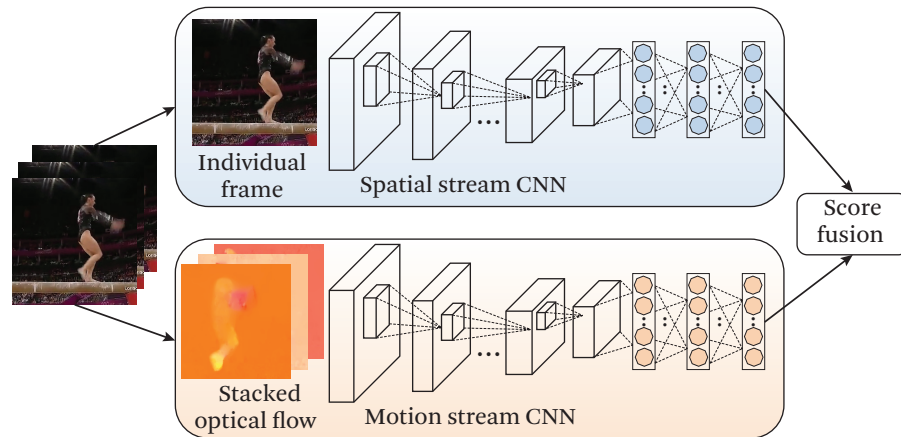 Individual
frame
Spatial stream CNN
Score
fusion
Stacked
optical flow
Motion stream CNN